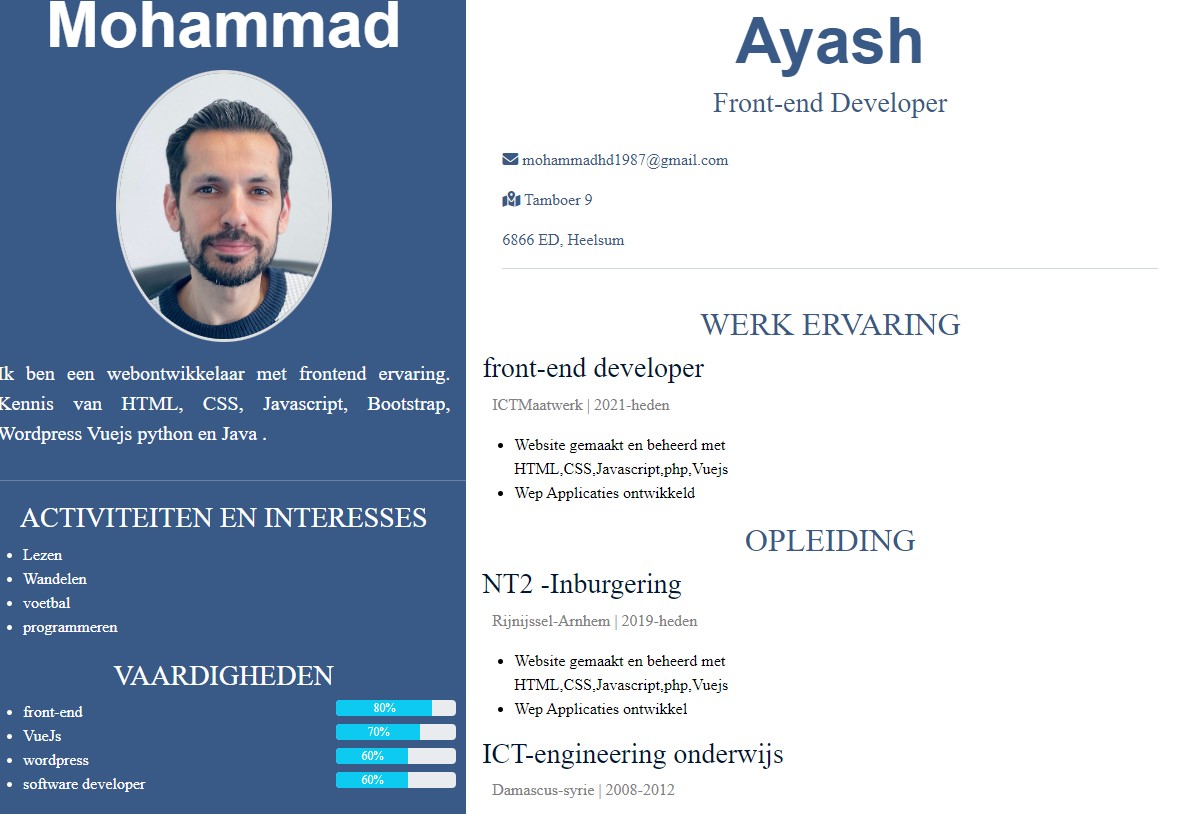 Mohammad
Ik ben een webontwikkelaar met frontend ervaring.
Kennis van HTML, CSS, Javascript, Bootstrap,
Wordpress Vuejs python en Java .
ACTIVITEITEN EN INTERESSES
Lezen
Wandelen
voetbal
programmeren
VAARDIGHEDEN
front-end 80%
VueJs 70%
wordpress 60%
software developer 60%
Ayash
Front-end Developer
mohammadhd1987@gmail.com
Tamboer 9
6866 ED, Heelsum
WERK ERVARING
front-end developer
ICTMaatwerk | 2021-heden
Website gemaakt en beheerd met
HTML,CSS,Javascript,php,Vuejs
Wep Applicaties ontwikkeld
OPLEIDING
NT2 -Inburgering
Rijnijssel-Arnhem | 2019-heden
Website gemaakt en beheerd met
HTML,CSS,Javascript,php,Vuejs
Wep Applicaties ontwikkel
ICT-engineering onderwijs
Damascus-syrie | 2008-2012